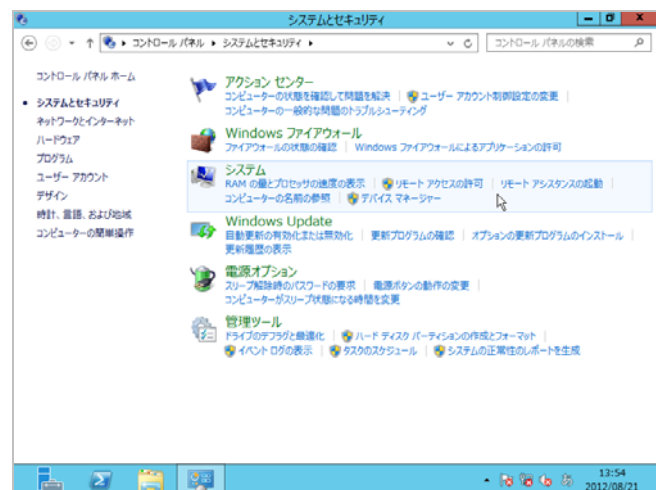 システムとセキュリティ
コントロール パネル ▸ システムとセキュリティ ▸
コントロール パネルの検索
コントロール パネル ホーム
システムとセキュリティ
ネットワークとインターネット
ハードウェア
プログラム
ユーザー アカウント
デザイン
時計、言語、および地域
コンピューターの簡単操作
アクション センター
コンピューターの状態を確認して問題を解決 | ユーザー アカウント制御設定の変更 |
コンピューターの一般的な問題のトラブルシューティング
Windows ファイアウォール
ファイアウォールの状態の確認 | Windows ファイアウォールによるアプリケーションの許可
システム
RAM の量とプロセッサの速度の表示 | リモート アクセスの許可 | リモート アシスタンスの起動 |
コンピューターの名前の参照 | デバイス マネージャー
Windows Update
自動更新の有効化または無効化 | 更新プログラムの確認 | オプションの更新プログラムのインストール |
更新履歴の表示
電源オプション
スリープ解除時のパスワードの要求 | 電源ボタンの動作の変更 |
コンピューターがスリープ状態になる時間を変更
管理ツール
ドライブのデフラグと最適化 | ハード ディスク パーティションの作成とフォーマット |
イベント ログの表示 | タスクのスケジュール | システムの正常性のレポートを生成
13:54
2012/08/21